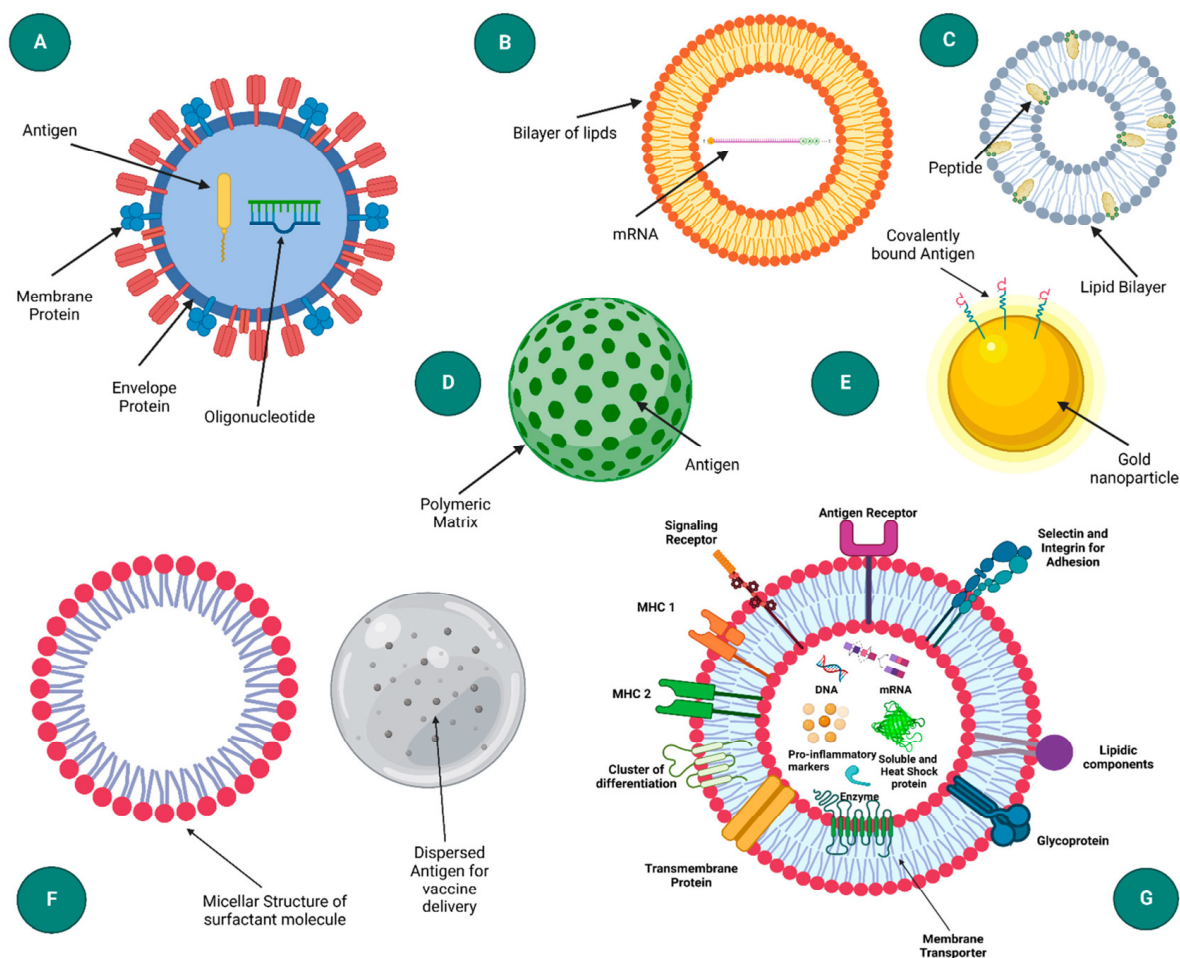 A
Antigen
Membrane
Protein
Envelope
Protein
Oligonucleotide
B
Bilayer of lipds
mRNA
C
Peptide
Lipid Bilayer
D
Antigen
Polymeric
Matrix
Covalently
bound Antigen
E
Gold
nanoparticle
F
Micellar Structure of
surfactant molecule
Dispersed
Antigen for
vaccine
delivery
Antigen Receptor
Signaling
Receptor
Selectin and
Integrin for
Adhesion
MHC 1
MHC 2
DNA
mRNA
Pro-inflammatory
markers
Soluble and
Heat Shock
protein
Enzyme
Cluster of
differentiation
Lipidic
components
Transmembrane
Protein
Glycoprotein
Membrane
Transporter
G